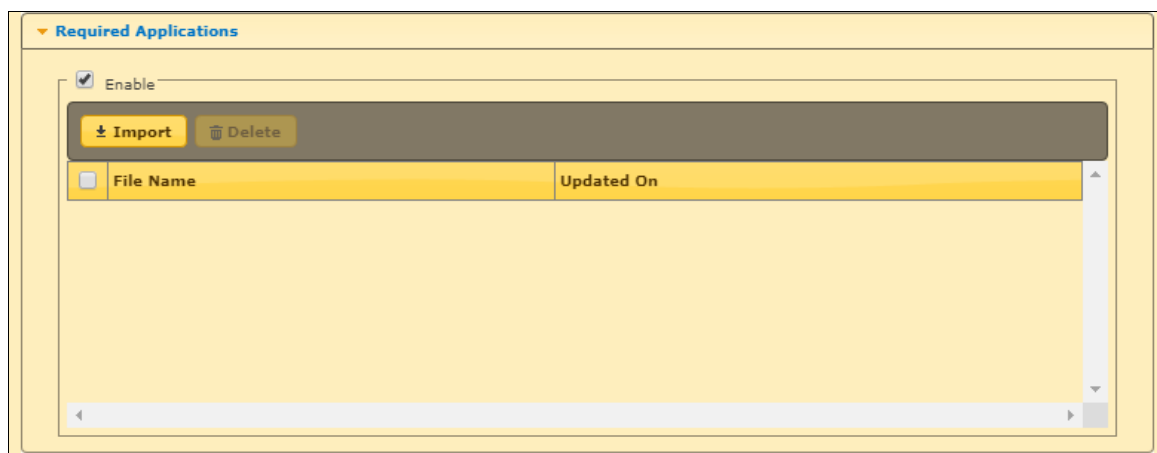 Required Applications
Enable
Import Delete
File Name Updated On